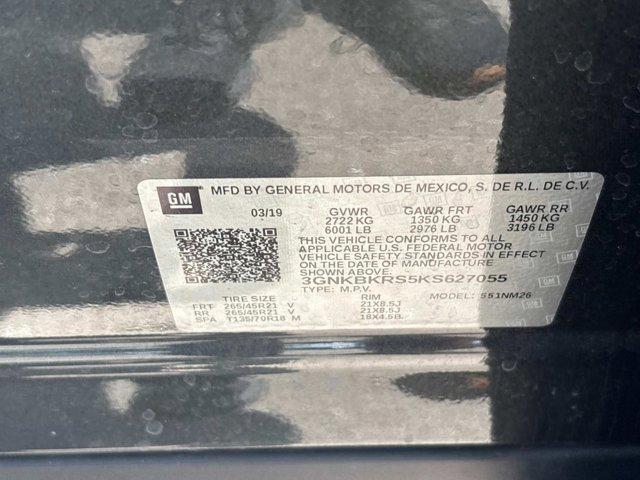 GM
MFD BY GENERAL MOTORS DE MEXICO, S. DE R.L. DE C.V.
03/19 GVWR GAWR FRT GAWR RR
2722 KG 1350 KG 1450 KG
6001 LB 2976 LB 3196 LB
THIS VEHICLE CONFORMS TO ALL
APPLICABLE U.S. FEDERAL MOTOR
VEHICLE SAFETY STANDARDS IN EFFECT
ON THE DATE OF MANUFACTURE
3GNKBKRS5KS627055
TYPE: M.P.V. MODEL: 551NM26
TIRE SIZE RIM
FRT 265/45R21 V 21X8.5J
RR 265/45R21 V 21X8.5J
SPA T135/70R18 M 18X4.5B